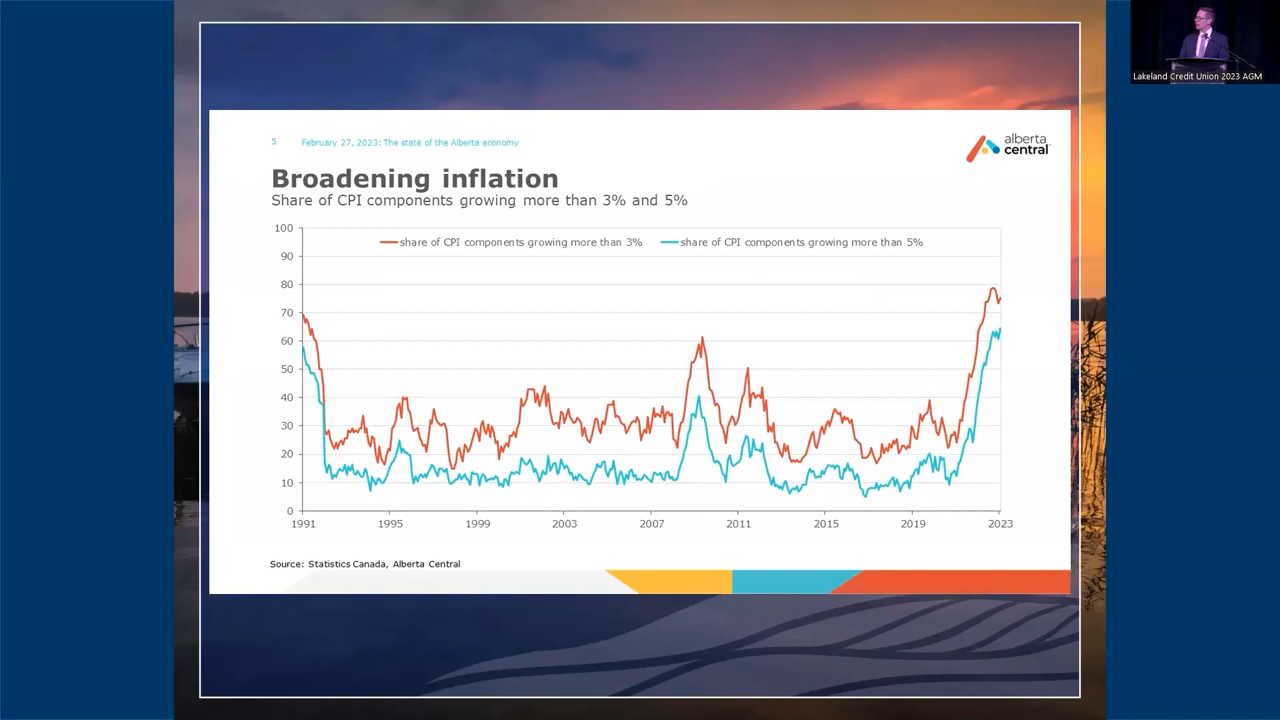 Lakeland Credit Union 2023 AGM
5 February 27, 2023: The state of the Alberta economy
alberta
central
Broadening inflation
Share of CPI components growing more than 3% and 5%
share of CPI components growing more than 3% share of CPI components growing more than 5%
100
90
80
70
60
50
40
30
20
10
0
1991 1995 1999 2003 2007 2011 2015 2019 2023
Source: Statistics Canada, Alberta Central